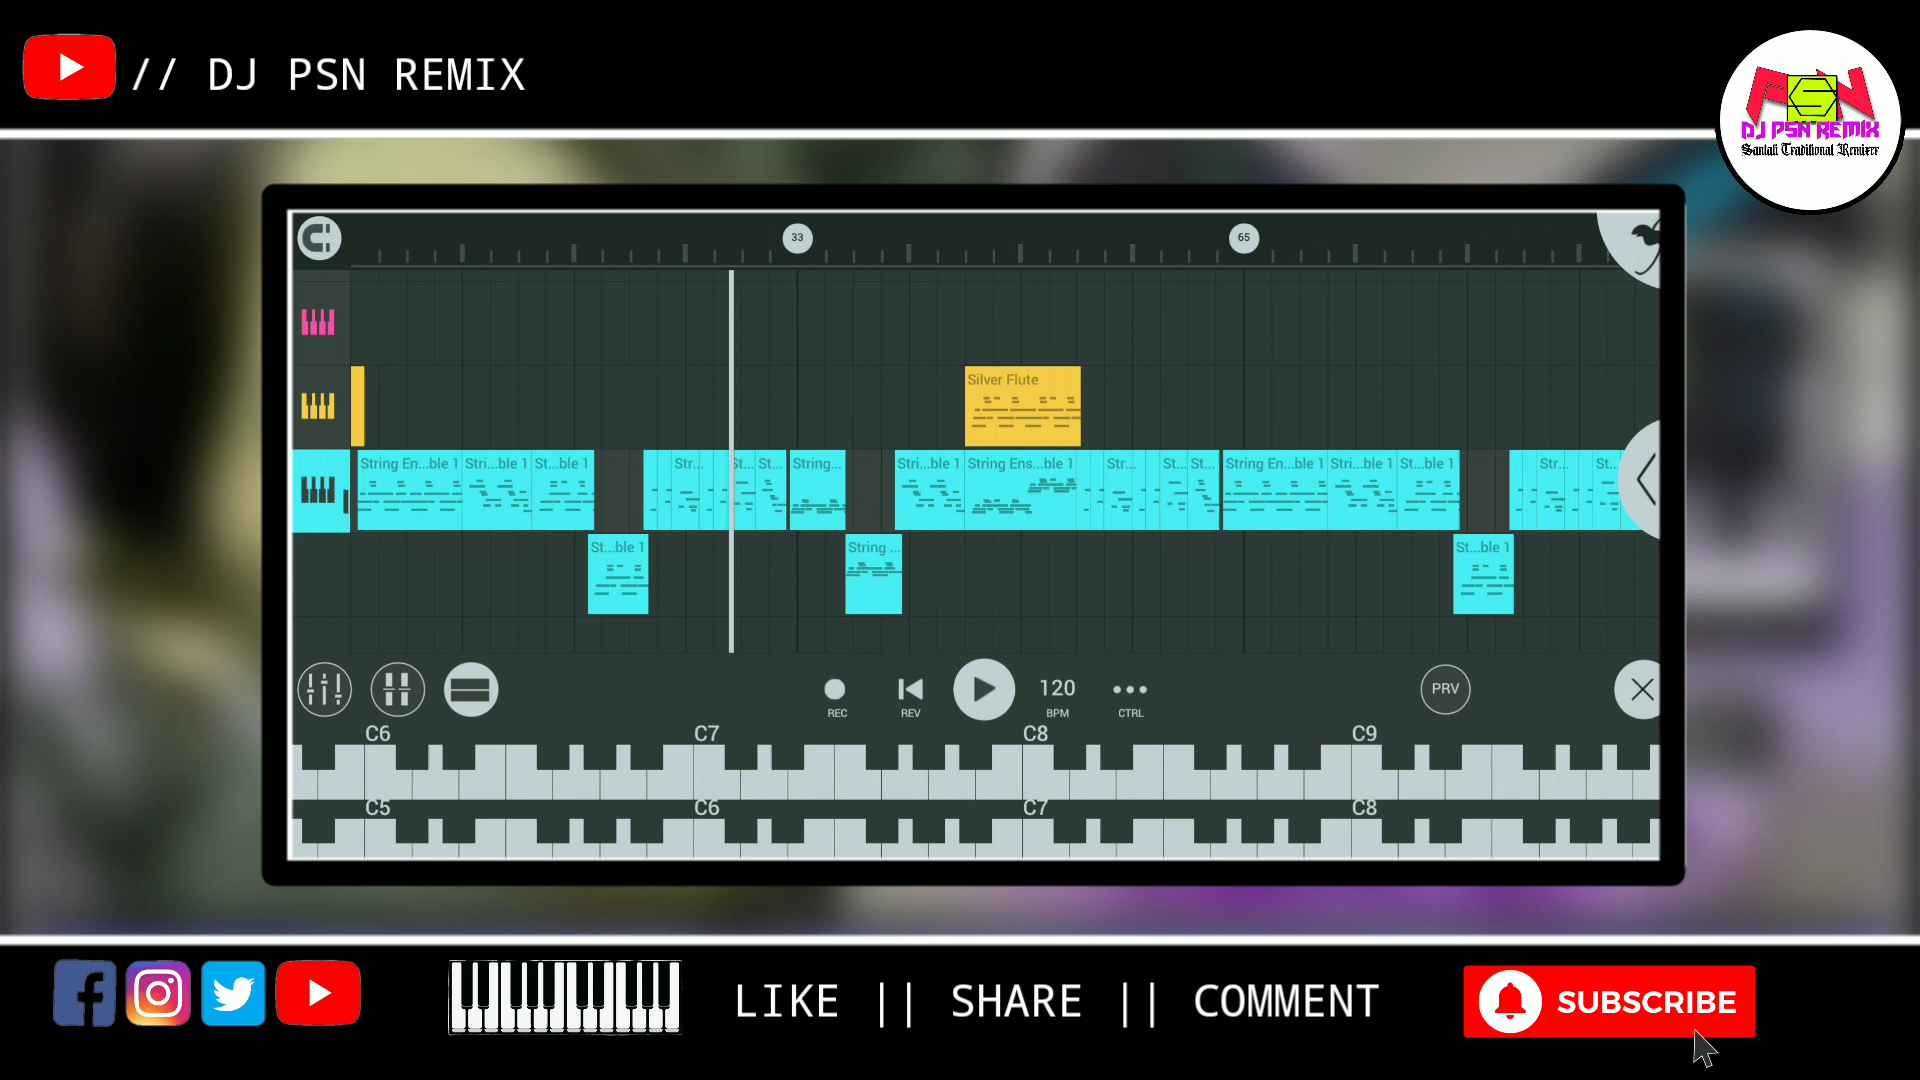 // DJ PSN REMIX
PSN
DJ PSN REMIX
Santali Traditional Remixer
33
65
Silver Flute
String En...ble 1
Stri...ble 1
St...ble 1
Str...
St...
St...
String...
Stri...ble 1
String Ens...ble 1
Str...
St...
St...
String En...ble 1
Stri...ble 1
St...ble 1
Str...
St...
St...ble 1
String ...
St...ble 1
REC
REV
120
BPM
CTRL
PRV
C6
C7
C8
C9
C5
C6
C7
C8
LIKE || SHARE || COMMENT
SUBSCRIBE